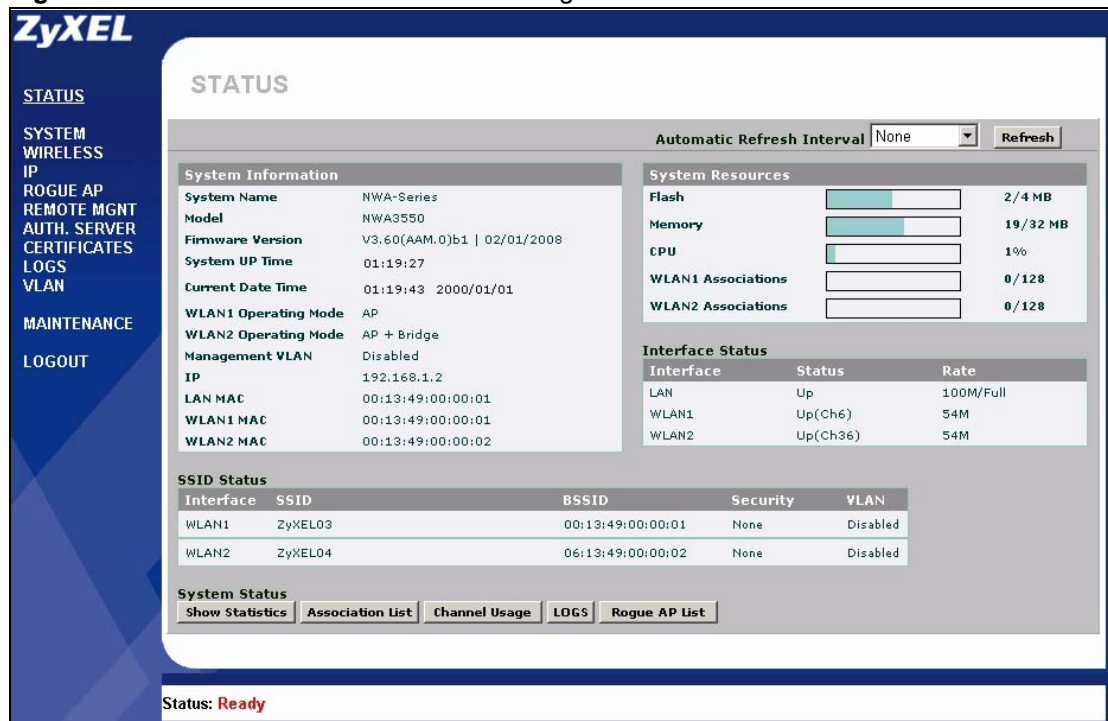 ZyXEL
STATUS
SYSTEM
WIRELESS
IP
ROGUE AP
REMOTE MGNT
AUTH. SERVER
CERTIFICATES
LOGS
VLAN
MAINTENANCE
LOGOUT
STATUS
Automatic Refresh Interval None Refresh
System Information
System Name NWA-Series
Model NWA3550
Firmware Version V3.60(AAM.0)b1 | 02/01/2008
System UP Time 01:19:27
Current Date Time 01:19:43 2000/01/01
WLAN1 Operating Mode AP
WLAN2 Operating Mode AP + Bridge
Management VLAN Disabled
IP 192.168.1.2
LAN MAC 00:13:49:00:00:01
WLAN1 MAC 00:13:49:00:00:01
WLAN2 MAC 00:13:49:00:00:02
System Resources
Flash 2/4 MB
Memory 19/32 MB
CPU 1%
WLAN1 Associations 0/128
WLAN2 Associations 0/128
Interface Status
Interface Status Rate
LAN Up 100M/Full
WLAN1 Up(Ch6) 54M
WLAN2 Up(Ch36) 54M
SSID Status
Interface SSID BSSID Security VLAN
WLAN1 ZyXEL03 00:13:49:00:00:01 None Disabled
WLAN2 ZyXEL04 06:13:49:00:00:02 None Disabled
System Status
Show Statistics Association List Channel Usage LOGS Rogue AP List
Status: Ready